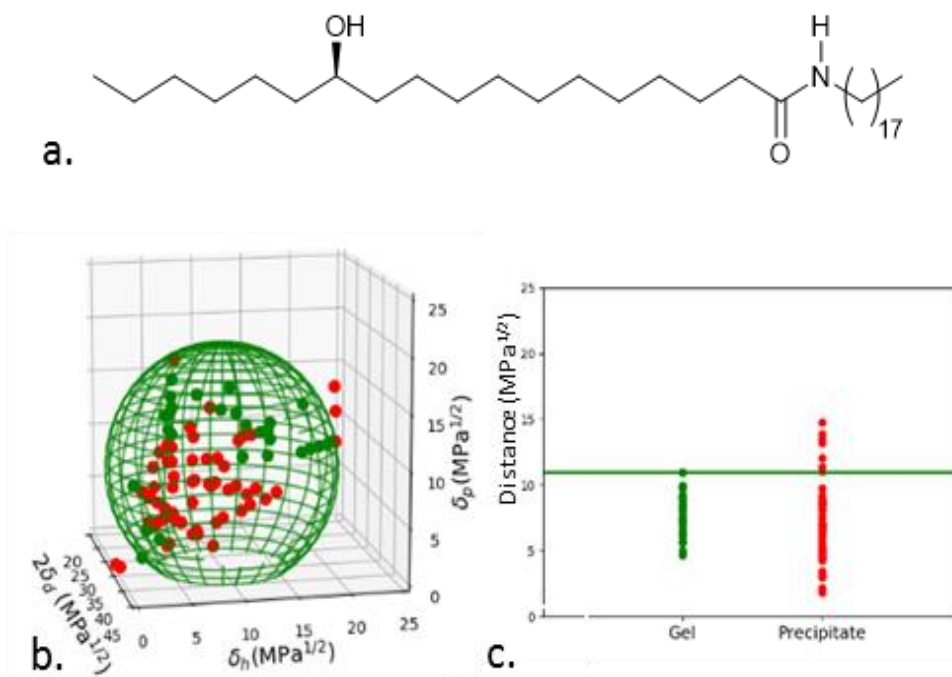 OH
H
N
17
O
a.
25
20
15
10
5
0
δp(MPa1/2)
20
25
30
35
40
45
2δd (MPa1/2)
0
5
10
15
20
25
δh(MPa1/2)
b.
25
20
15
10
5
0
Distance (MPa1/2)
Gel
Precipitate
c.